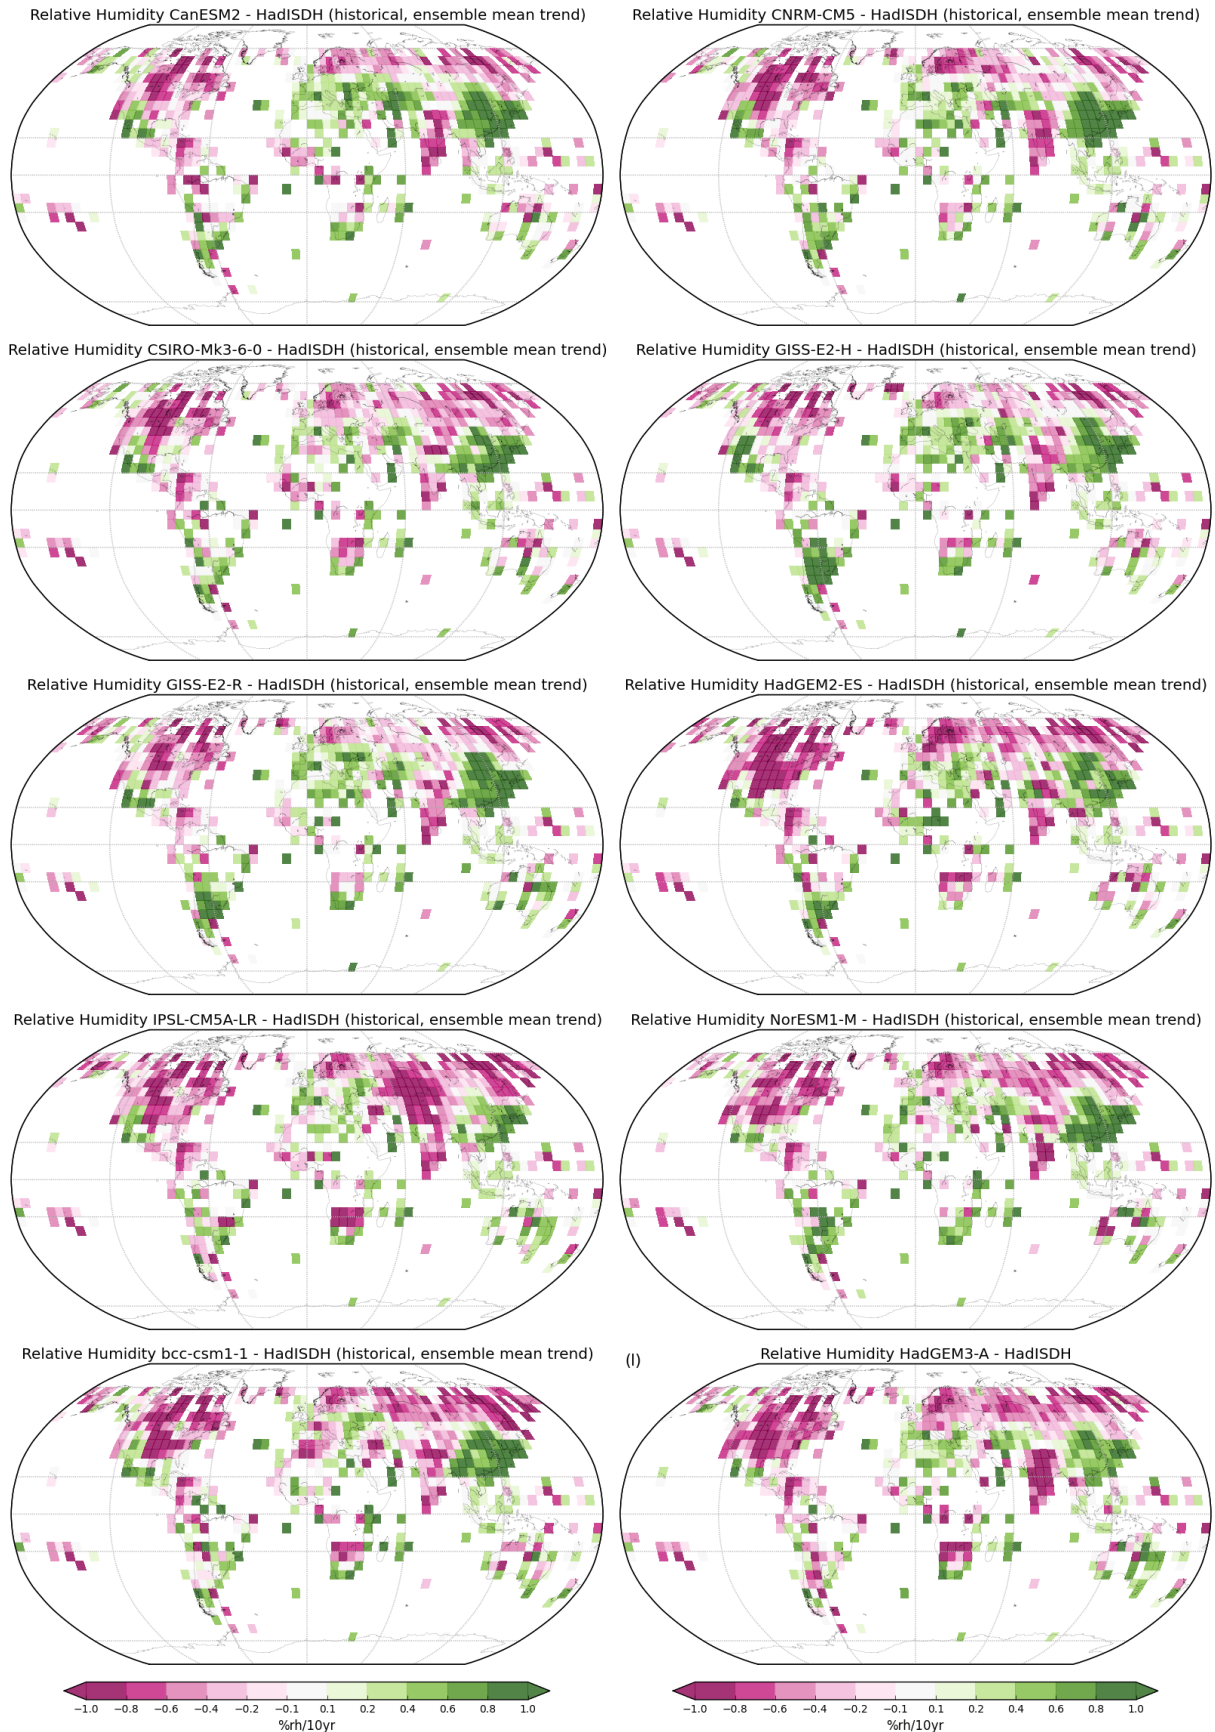 Relative Humidity CanESM2 - HadISDH (historical, ensemble mean trend)
Relative Humidity CNRM-CM5 - HadISDH (historical, ensemble mean trend)
Relative Humidity CSIRO-Mk3-6-0 - HadISDH (historical, ensemble mean trend)
Relative Humidity GISS-E2-H - HadISDH (historical, ensemble mean trend)
Relative Humidity GISS-E2-R - HadISDH (historical, ensemble mean trend)
Relative Humidity HadGEM2-ES - HadISDH (historical, ensemble mean trend)
Relative Humidity IPSL-CM5A-LR - HadISDH (historical, ensemble mean trend)
Relative Humidity NorESM1-M - HadISDH (historical, ensemble mean trend)
Relative Humidity bcc-csm1-1 - HadISDH (historical, ensemble mean trend)
(l) Relative Humidity HadGEM3-A - HadISDH
−1.0 −0.8 −0.6 −0.4 −0.2 −0.1 0.1 0.2 0.4 0.6 0.8 1.0
%rh/10yr
−1.0 −0.8 −0.6 −0.4 −0.2 −0.1 0.1 0.2 0.4 0.6 0.8 1.0
%rh/10yr